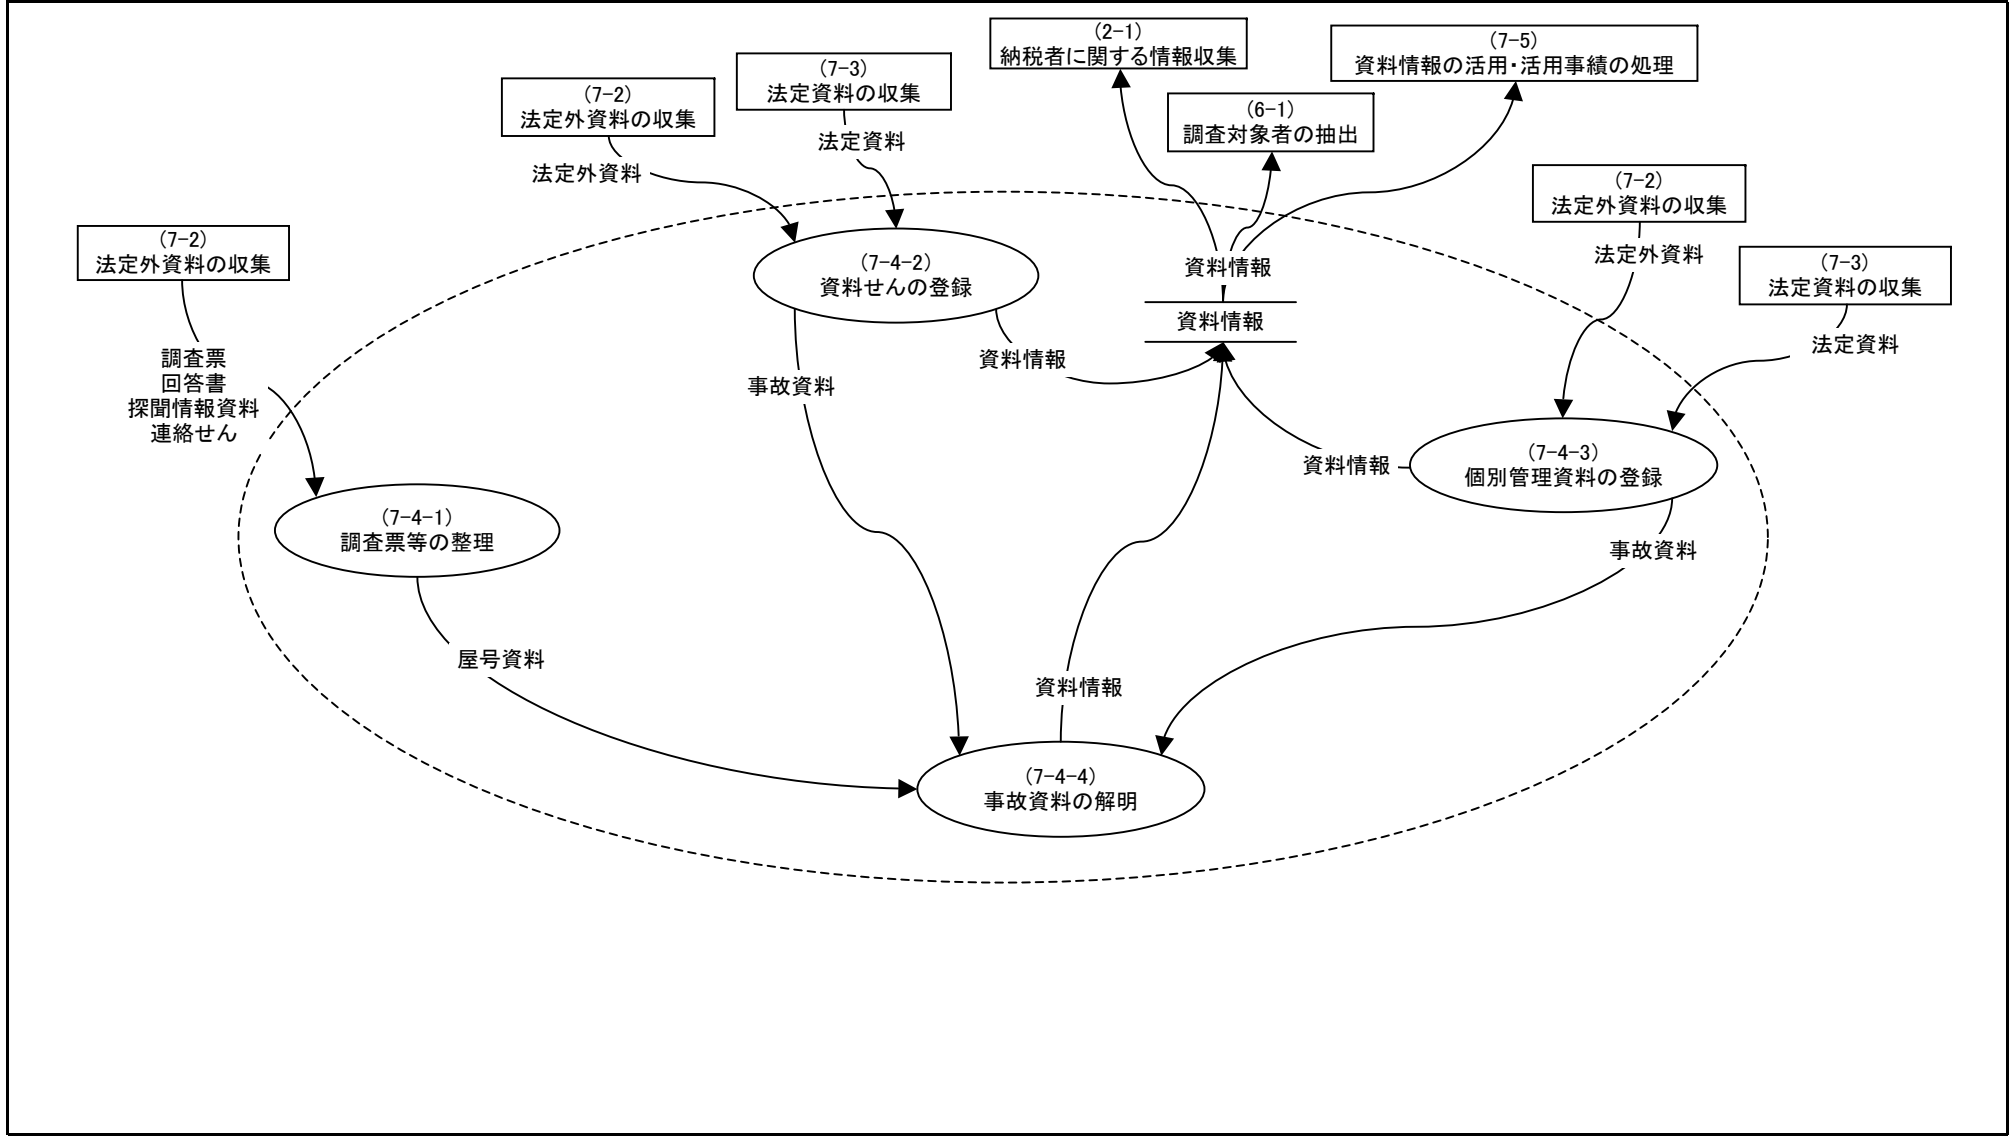 (2-1)
納税者に関する情報収集
(7-5)
資料情報の活用・活用事績の処理
(7-3)
法定資料の収集
(7-2)
法定外資料の収集
(6-1)
調査対象者の抽出
法定資料
法定外資料
(7-2)
法定外資料の収集
(7-2)
法定外資料の収集
(7-4-2)
資料せんの登録
資料情報
法定外資料
(7-3)
法定資料の収集
資料情報
法定資料
調査票
回答書
探聞情報資料
連絡せん
資料情報
事故資料
資料情報
(7-4-3)
個別管理資料の登録
(7-4-1)
調査票等の整理
事故資料
屋号資料
資料情報
(7-4-4)
事故資料の解明